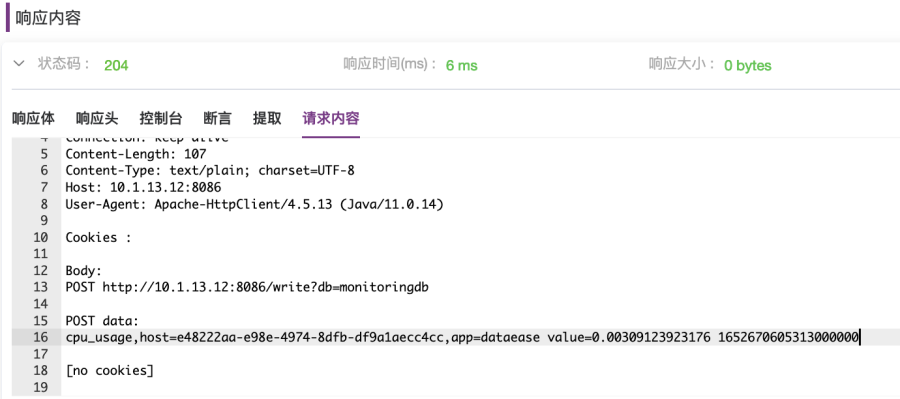 响应内容
状态码： 204 响应时间(ms)： 6 ms 响应大小： 0 bytes
响应体 响应头 控制台 断言 提取 请求内容
4 Connection: keep-alive
5 Content-Length: 107
6 Content-Type: text/plain; charset=UTF-8
7 Host: 10.1.13.12:8086
8 User-Agent: Apache-HttpClient/4.5.13 (Java/11.0.14)
9
10 Cookies :
11
12 Body:
13 POST http://10.1.13.12:8086/write?db=monitoringdb
14
15 POST data:
16 cpu_usage,host=e48222aa-e98e-4974-8dfb-df9a1aecc4cc,app=dataease value=0.00309123923176 1652670605313000000
17
18 [no cookies]
19